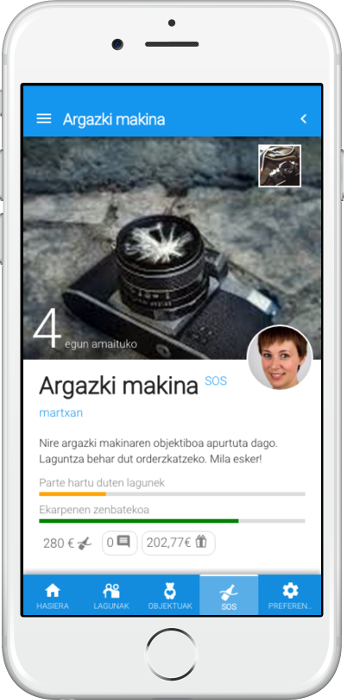 Argazki makina
4 egun amaituko
Argazki makina SOS
martxan
Nire argazki makinaren objektiboa apurtuta dago.
Laguntza behar dut orderzkatzeko. Mila esker!
Parte hartu duten lagunek
Ekarpenen zenbatekoa
280 € 0 202,77€
HASIERA LAGUNAK OBJEKTUAK SOS PREFEREN...